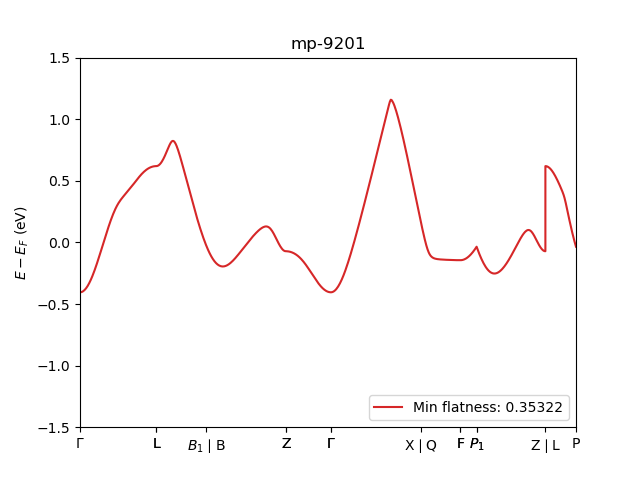 mp-9201
1.5
1.0
0.5
0.0
−0.5
−1.0
−1.5
E − E_F (eV)
Min flatness: 0.35322
Γ L B₁ | B Z Γ X | Q F P₁ Z | L P